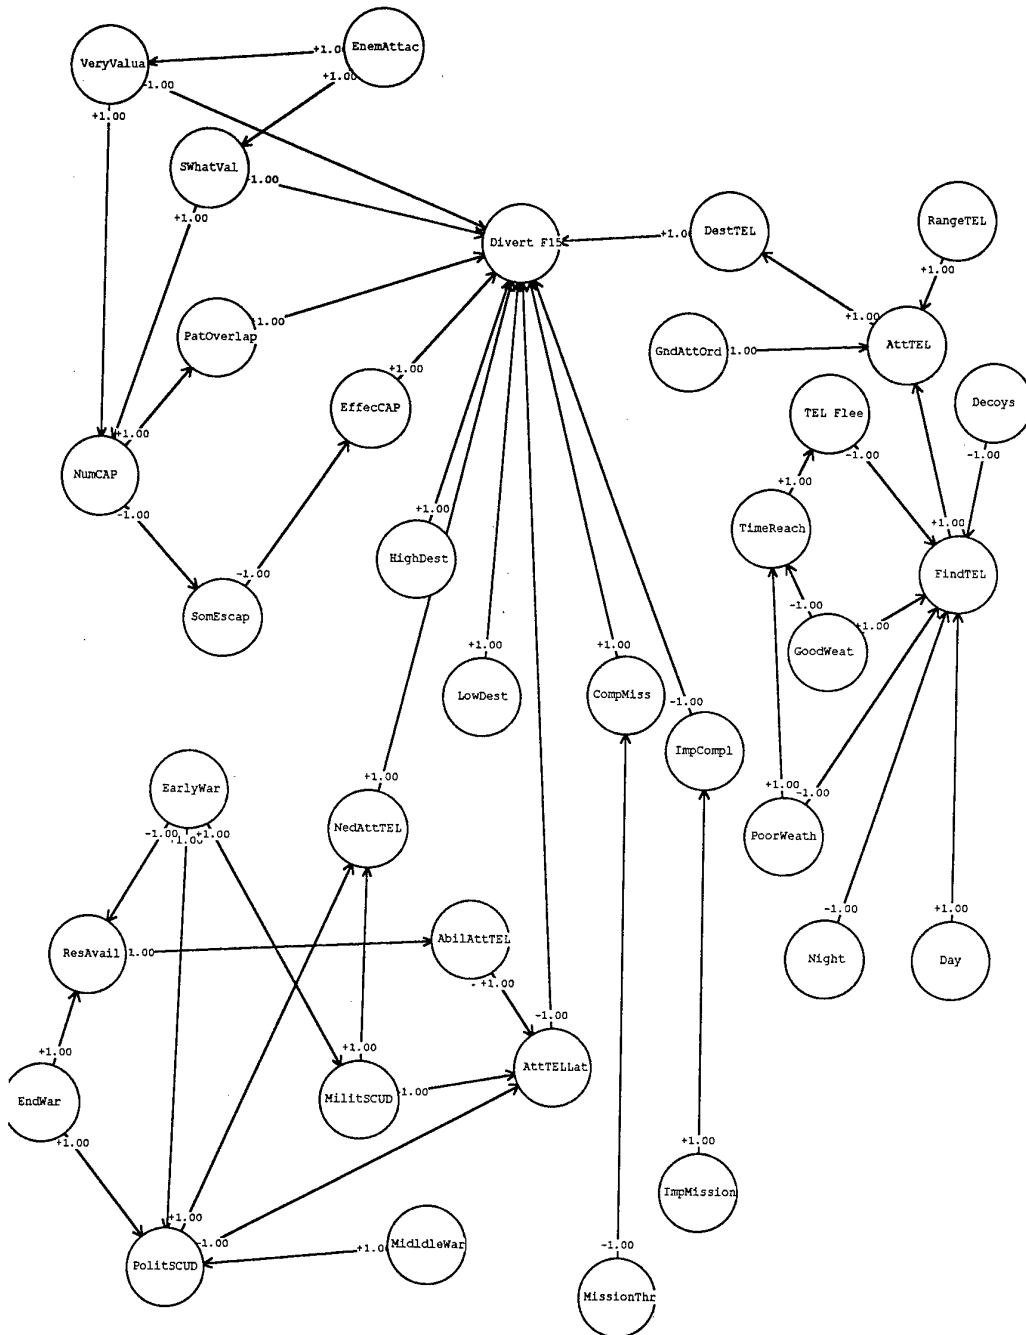 EnemAttac
VeryValua
+1.0
-1.00
+1.0
+1.00
SWhatVal
-1.00
+1.00
Divert F15
+1.0
DestTEL
RangeTEL
+1.00
+1.00
PatOverlap
1.00
GndAttOrd
1.00
AttTEL
+1.00
EffecCAP
TEL Flee
Decoys
+1.00
NumCAP
-1.00
-1.00
-1.00
+1.00
+1.00
TimeReach
+1.00
HighDest
-1.00
FindTEL
SomEscap
-1.00
+1.00
GoodWeat
+1.00
+1.00
LowDest
CompMiss
-1.00
ImpCompl
EarlyWar
+1.00
+1.00
-1.00
NedAttTEL
PoorWeath
-1.00
+1.00
+1.00
AbilAttTEL
ResAvail
1.00
Night
-1.00
Day
+1.00
+1.00
-1.00
+1.00
+1.00
AttTELLat
EndWar
MilitSCUD
-1.00
+1.00
+1.00
ImpMission
+1.00
-1.00
PolitSCUD
+1.0
MidldleWar
-1.00
MissionThr